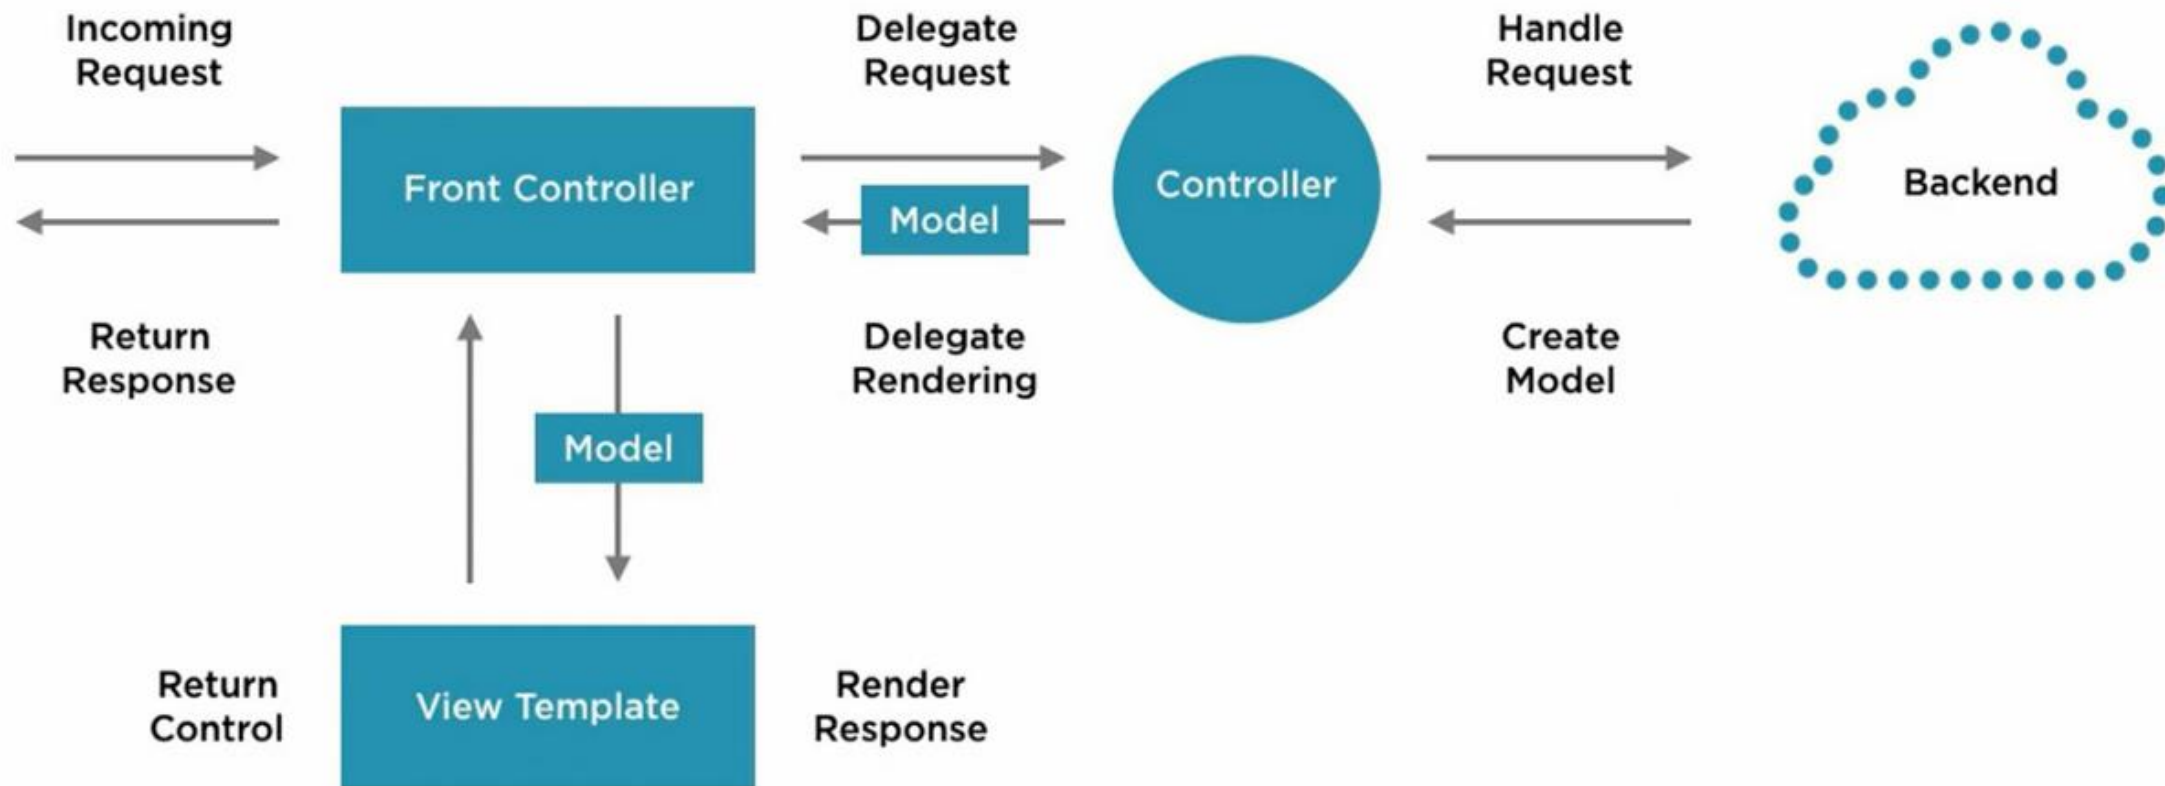 Incoming
Request
Delegate
Request
Handle
Request
Front Controller
Controller
Backend
Model
Return
Response
Delegate
Rendering
Create
Model
Model
Return
Control
View Template
Render
Response